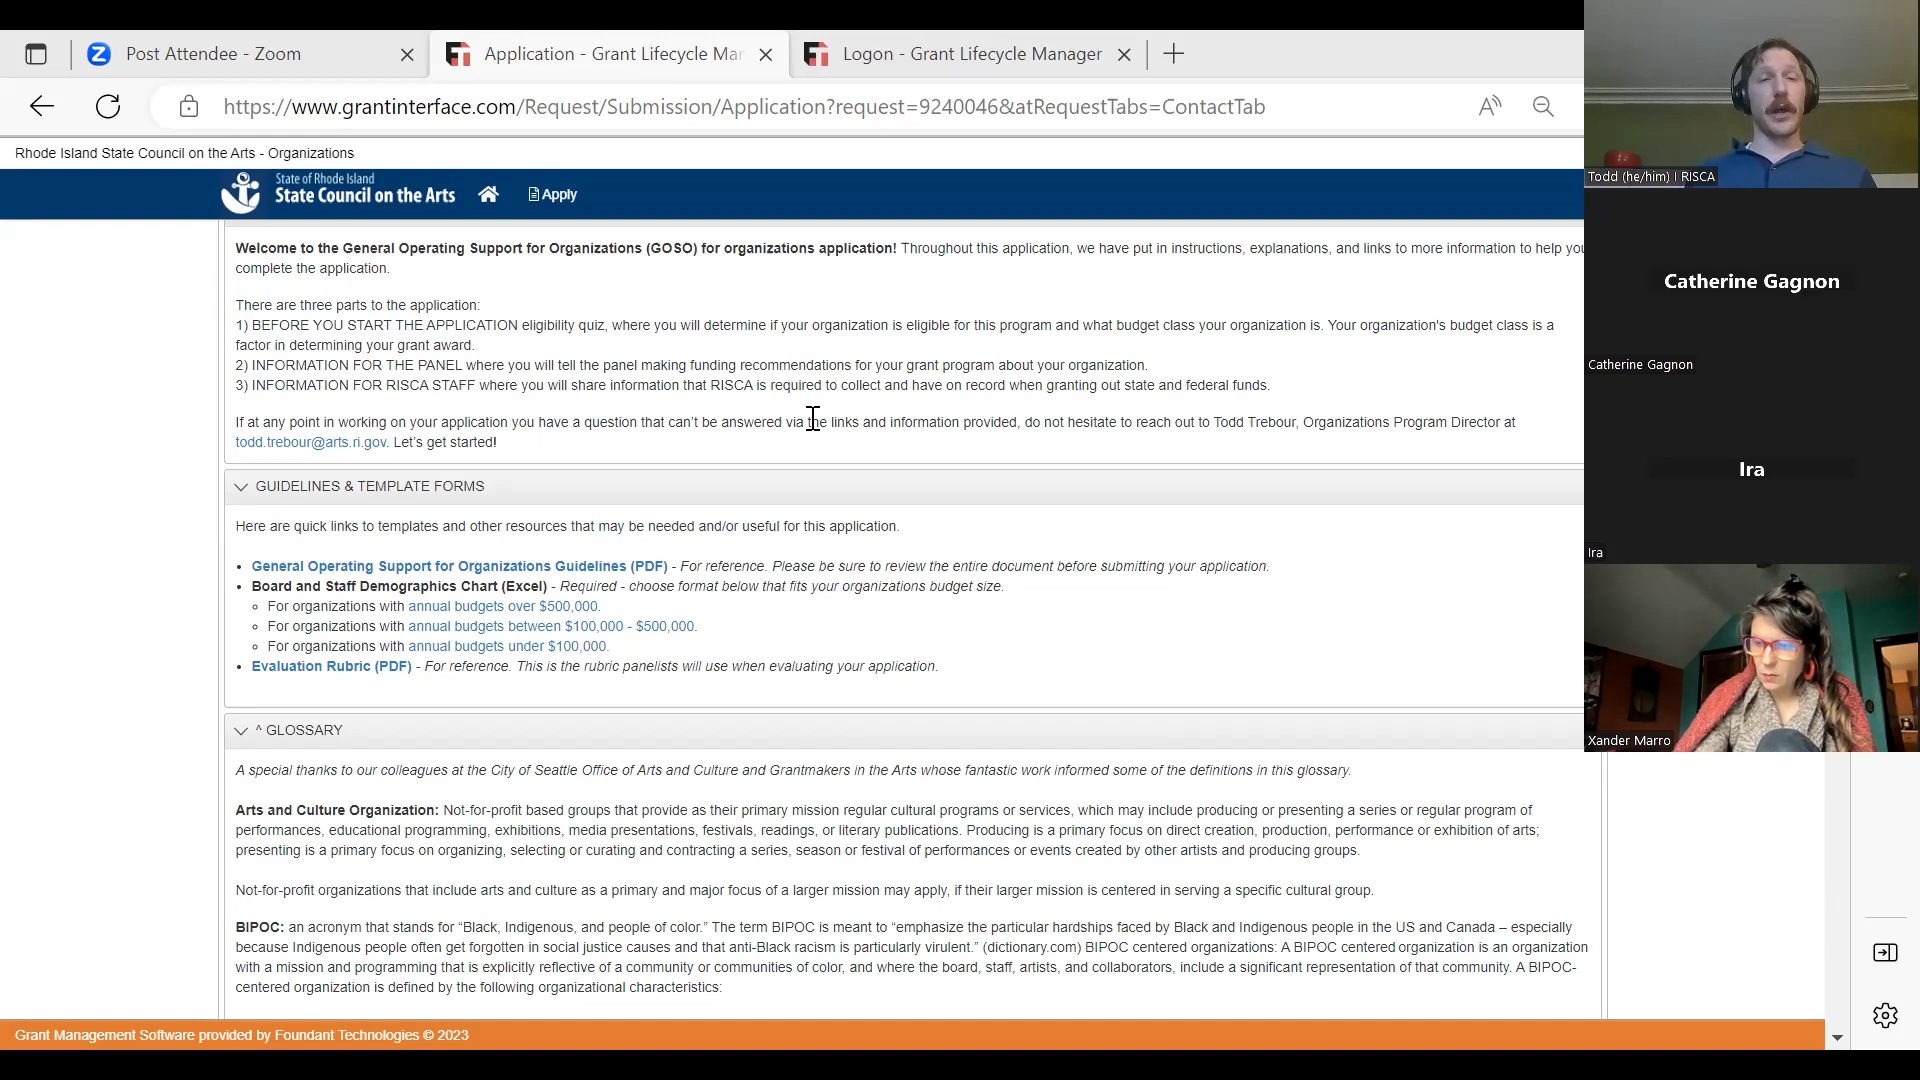 Post Attendee - Zoom
Application - Grant Lifecycle Mar
Logon - Grant Lifecycle Manager
https://www.grantinterface.com/Request/Submission/Application?request=9240046&atRequestTabs=ContactTab
Rhode Island State Council on the Arts - Organizations
State of Rhode Island
State Council on the Arts
Apply
Welcome to the General Operating Support for Organizations (GOSO) for organizations application! Throughout this application, we have put in instructions, explanations, and links to more information to help you
complete the application.
There are three parts to the application:
1) BEFORE YOU START THE APPLICATION eligibility quiz, where you will determine if your organization is eligible for this program and what budget class your organization is. Your organization's budget class is a
factor in determining your grant award.
2) INFORMATION FOR THE PANEL where you will tell the panel making funding recommendations for your grant program about your organization.
3) INFORMATION FOR RISCA STAFF where you will share information that RISCA is required to collect and have on record when granting out state and federal funds.
If at any point in working on your application you have a question that can't be answered via the links and information provided, do not hesitate to reach out to Todd Trebour, Organizations Program Director at
todd.trebour@arts.ri.gov. Let's get started!
GUIDELINES & TEMPLATE FORMS
Here are quick links to templates and other resources that may be needed and/or useful for this application.
• General Operating Support for Organizations Guidelines (PDF) - For reference. Please be sure to review the entire document before submitting your application.
• Board and Staff Demographics Chart (Excel) - Required - choose format below that fits your organizations budget size.
○ For organizations with annual budgets over $500,000.
○ For organizations with annual budgets between $100,000 - $500,000.
○ For organizations with annual budgets under $100,000.
• Evaluation Rubric (PDF) - For reference. This is the rubric panelists will use when evaluating your application.
^ GLOSSARY
A special thanks to our colleagues at the City of Seattle Office of Arts and Culture and Grantmakers in the Arts whose fantastic work informed some of the definitions in this glossary.
Arts and Culture Organization: Not-for-profit based groups that provide as their primary mission regular cultural programs or services, which may include producing or presenting a series or regular program of
performances, educational programming, exhibitions, media presentations, festivals, readings, or literary publications. Producing is a primary focus on direct creation, production, performance or exhibition of arts;
presenting is a primary focus on organizing, selecting or curating and contracting a series, season or festival of performances or events created by other artists and producing groups.
Not-for-profit organizations that include arts and culture as a primary and major focus of a larger mission may apply, if their larger mission is centered in serving a specific cultural group.
BIPOC: an acronym that stands for “Black, Indigenous, and people of color.” The term BIPOC is meant to “emphasize the particular hardships faced by Black and Indigenous people in the US and Canada – especially
because Indigenous people often get forgotten in social justice causes and that anti-Black racism is particularly virulent.” (dictionary.com) BIPOC centered organizations: A BIPOC centered organization is an organization
with a mission and programming that is explicitly reflective of a community or communities of color, and where the board, staff, artists, and collaborators, include a significant representation of that community. A BIPOC-
centered organization is defined by the following organizational characteristics:
Grant Management Software provided by Foundant Technologies © 2023
Todd (he/him) | RISCA
Catherine Gagnon
Catherine Gagnon
Ira
Ira
Xander Marro